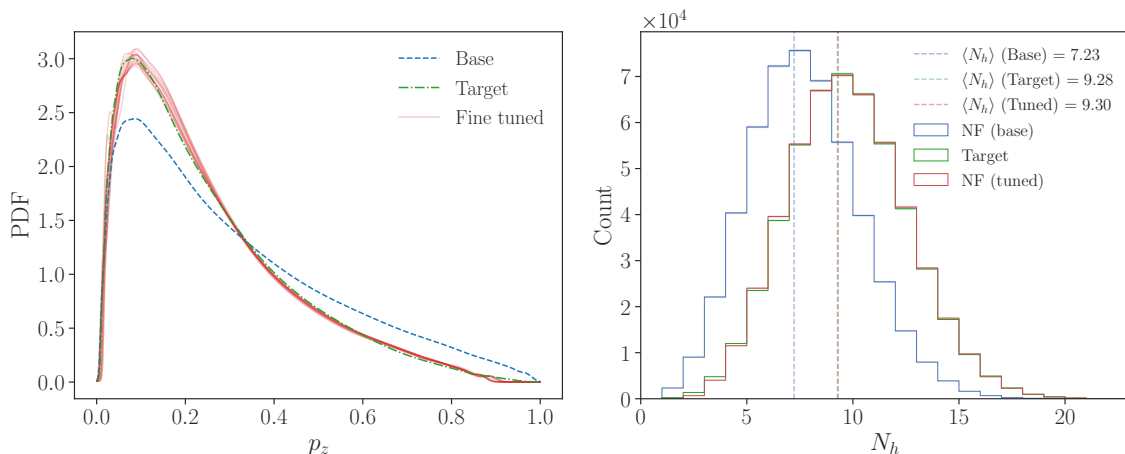 PDF
3.0
2.5
2.0
1.5
1.0
0.5
0.0
0.0 0.2 0.4 0.6 0.8 1.0
p_z
Base
Target
Fine tuned
×10⁴
Count
7
6
5
4
3
2
1
0
0 5 10 15 20
N_h
⟨N_h⟩ (Base) = 7.23
⟨N_h⟩ (Target) = 9.28
⟨N_h⟩ (Tuned) = 9.30
NF (base)
Target
NF (tuned)